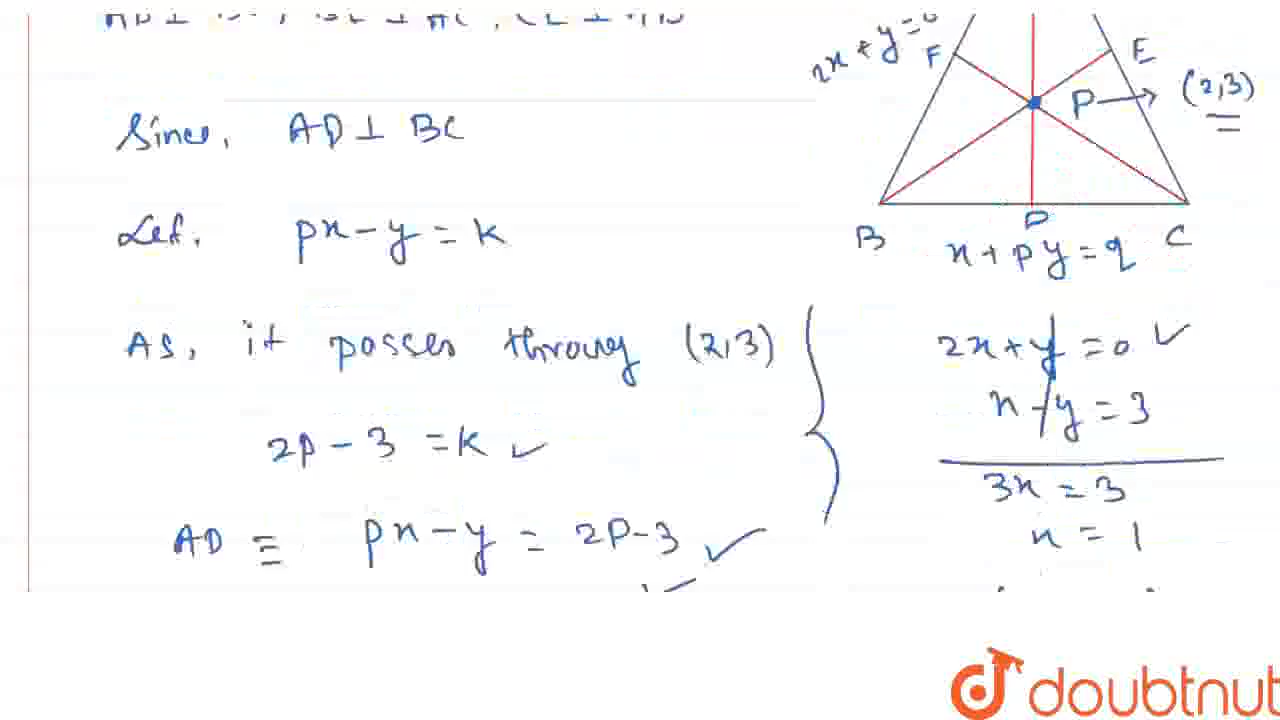 Since, AD ⊥ BC
Let, px - y = k
As, it passes throug (2,3)
2p - 3 = k ✓
AD ≡ px - y = 2p - 3 ✓
2x + y = 0
F
E
P → (2,3)
B
D
C
x + py = q
2x + y = 0 ✓
x - y = 3
3x = 3
x = 1
doubtnut